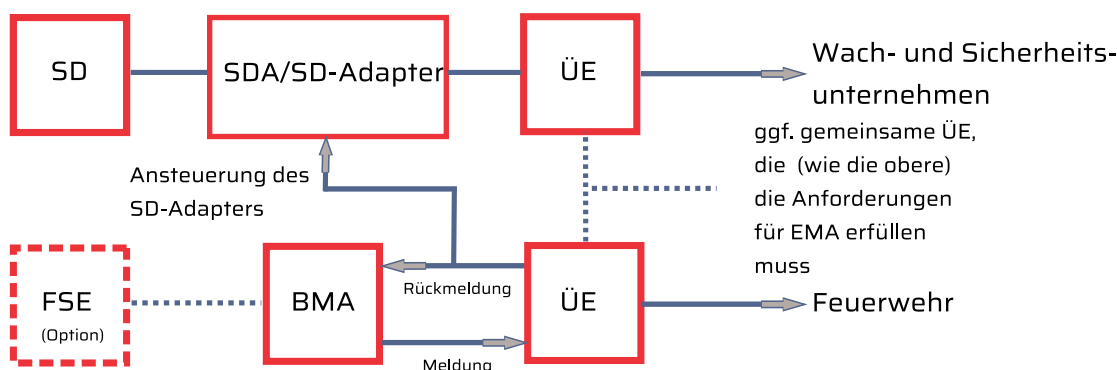 SD
SDA/SD-Adapter
ÜE
Wach- und Sicherheits-
unternehmen
ggf. gemeinsame ÜE,
die (wie die obere)
die Anforderungen
für EMA erfüllen
muss
Ansteuerung des
SD-Adapters
FSE
(Option)
BMA
Rückmeldung
Meldung
ÜE
Feuerwehr